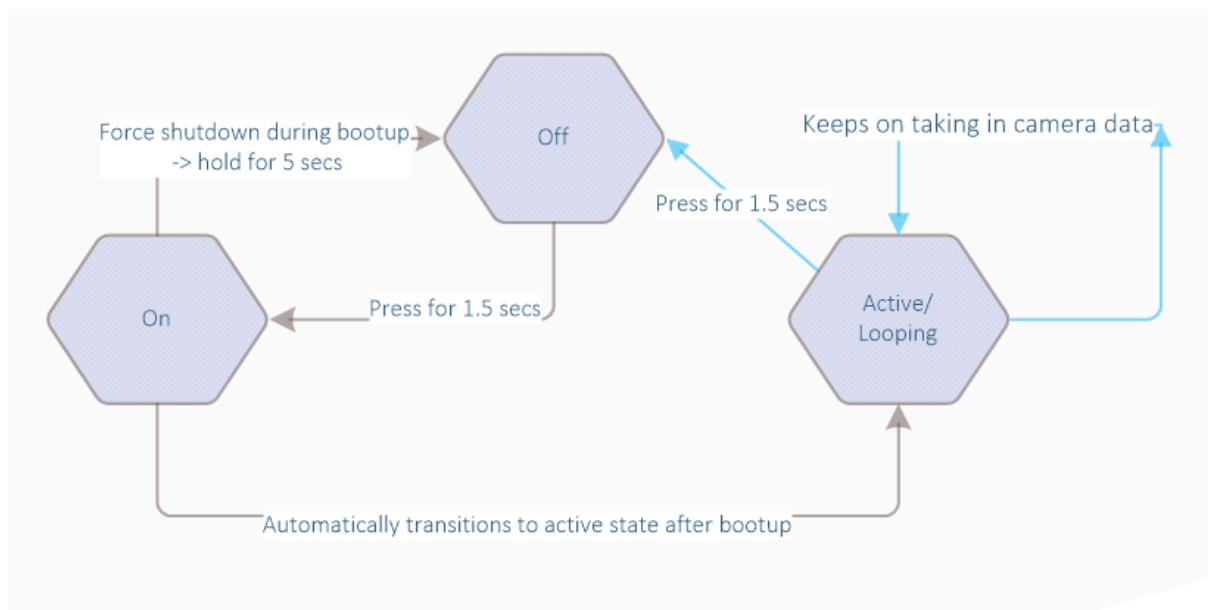 Force shutdown during bootup
-> hold for 5 secs
Off
Keeps on taking in camera data
Press for 1.5 secs
On
Press for 1.5 secs
Active/
Looping
Automatically transitions to active state after bootup